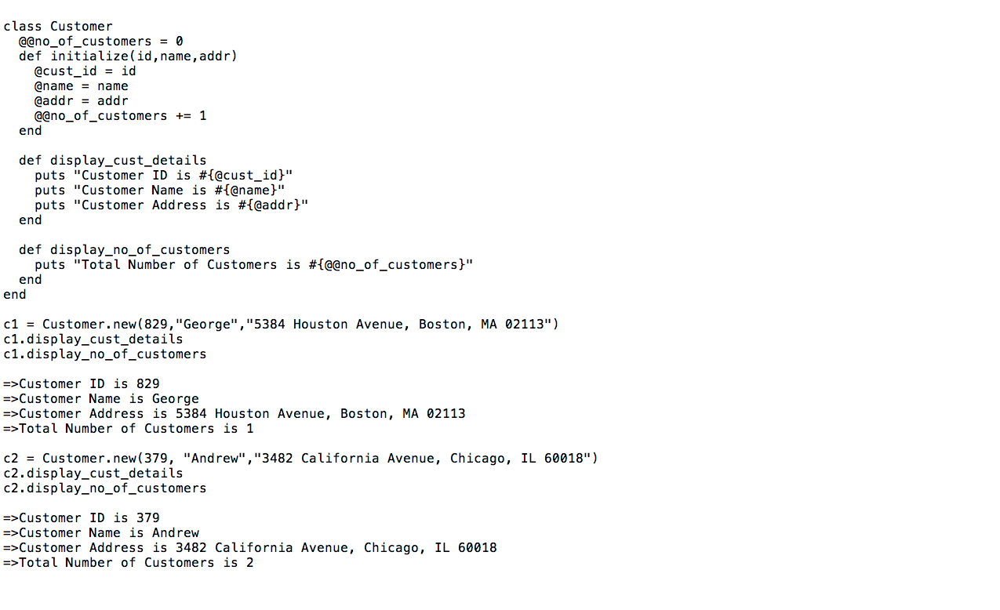 class Customer
  @@no_of_customers = 0
  def initialize(id,name,addr)
    @cust_id = id
    @name = name
    @addr = addr
    @@no_of_customers += 1
  end

  def display_cust_details
    puts "Customer ID is #{@cust_id}"
    puts "Customer Name is #{@name}"
    puts "Customer Address is #{@addr}"
  end

  def display_no_of_customers
    puts "Total Number of Customers is #{@@no_of_customers}"
  end
end

c1 = Customer.new(829,"George","5384 Houston Avenue, Boston, MA 02113")
c1.display_cust_details
c1.display_no_of_customers

=>Customer ID is 829
=>Customer Name is George
=>Customer Address is 5384 Houston Avenue, Boston, MA 02113
=>Total Number of Customers is 1

c2 = Customer.new(379, "Andrew","3482 California Avenue, Chicago, IL 60018")
c2.display_cust_details
c2.display_no_of_customers

=>Customer ID is 379
=>Customer Name is Andrew
=>Customer Address is 3482 California Avenue, Chicago, IL 60018
=>Total Number of Customers is 2